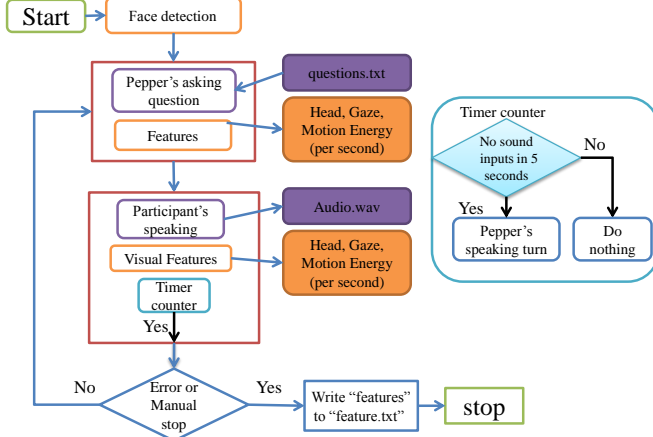 Start
Face detection
Pepper's asking
question
questions.txt
Features
Head, Gaze,
Motion Energy
(per second)
Participant's
speaking
Audio.wav
Visual Features
Head, Gaze,
Motion Energy
(per second)
Timer
counter
Yes
No
Error or
Manual
stop
Yes
Write "features"
to "feature.txt"
stop
Timer counter
No sound
inputs in 5
seconds
No
Yes
Pepper's
speaking turn
Do
nothing